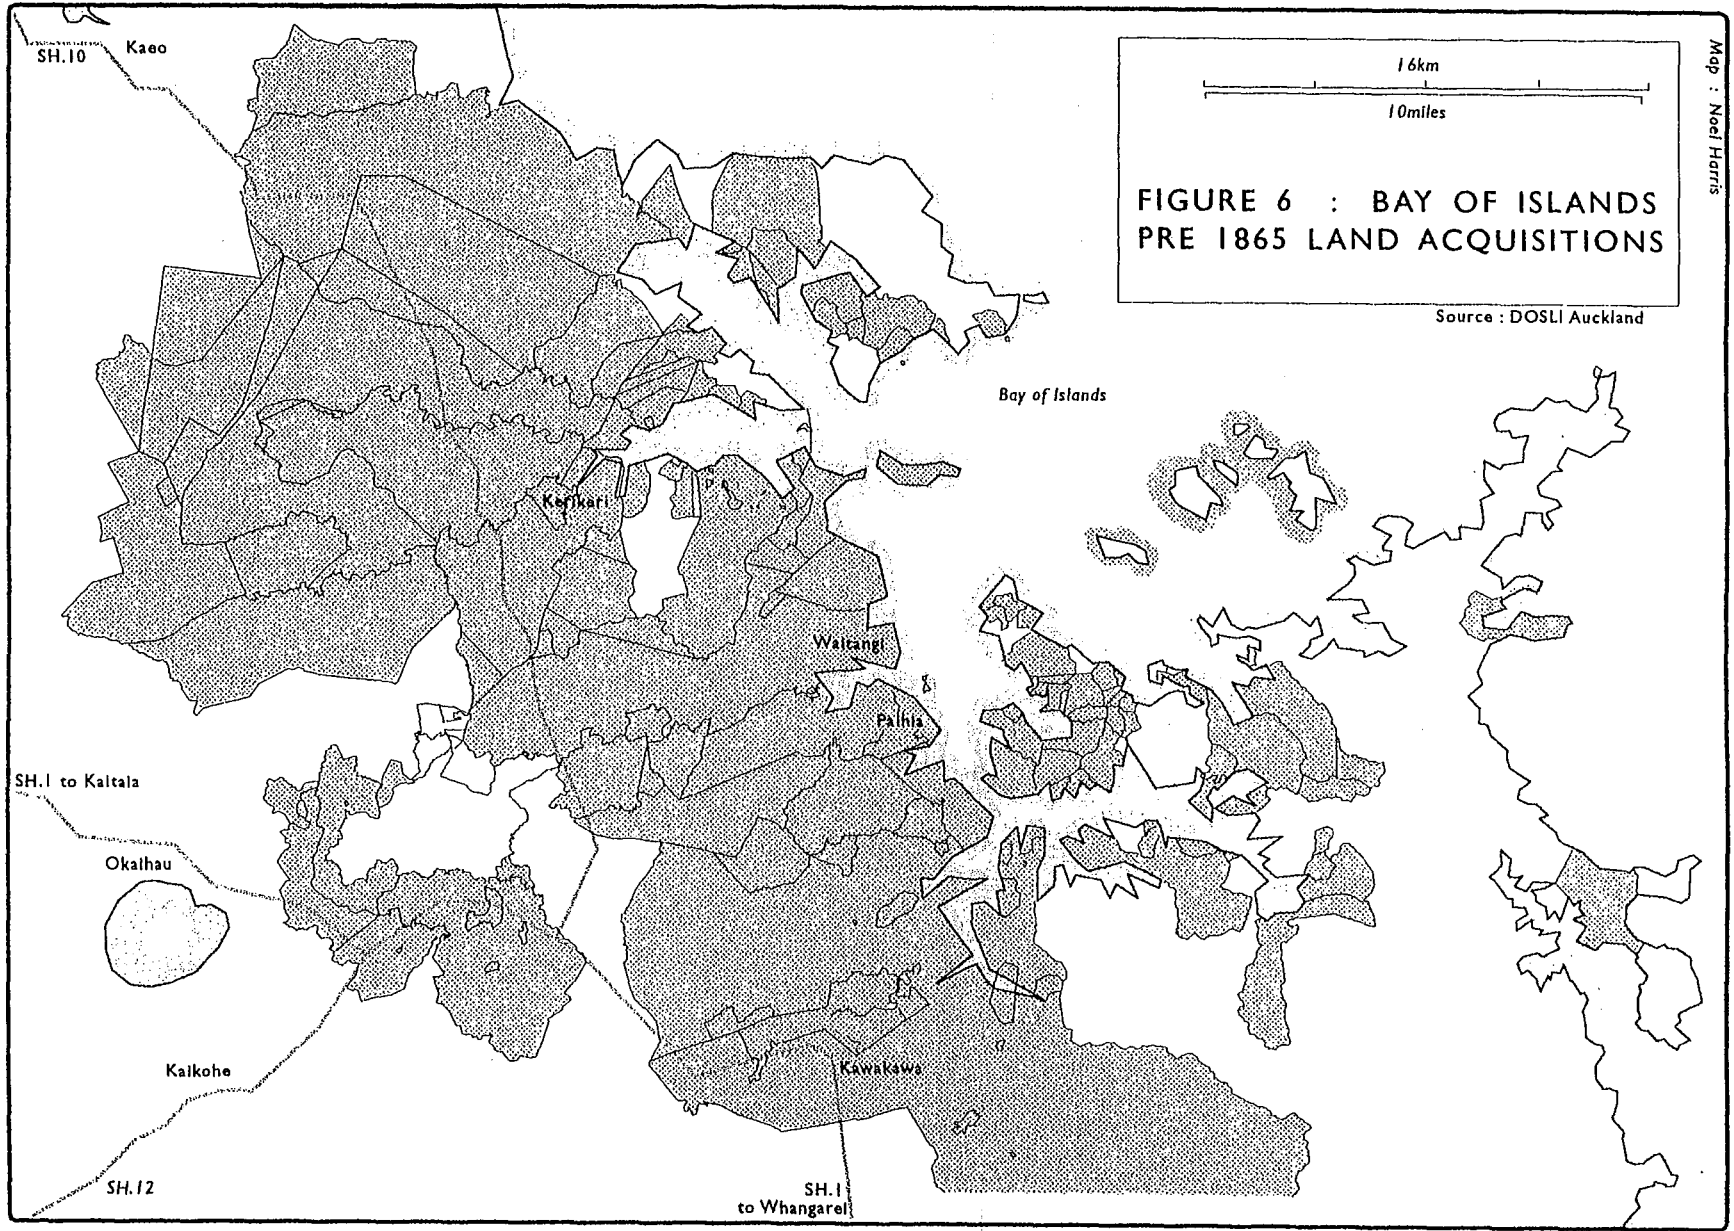 Kaeo
SH.10
16km
10miles
FIGURE 6 : BAY OF ISLANDS
PRE 1865 LAND ACQUISITIONS
Map : Noel Harris
Source : DOSLI Auckland
Bay of Islands
Kerikeri
Waitangi
Paihia
SH.1 to Kaitaia
Okaihau
Kaikohe
Kawakawa
SH.12
SH.1
to Whangarei